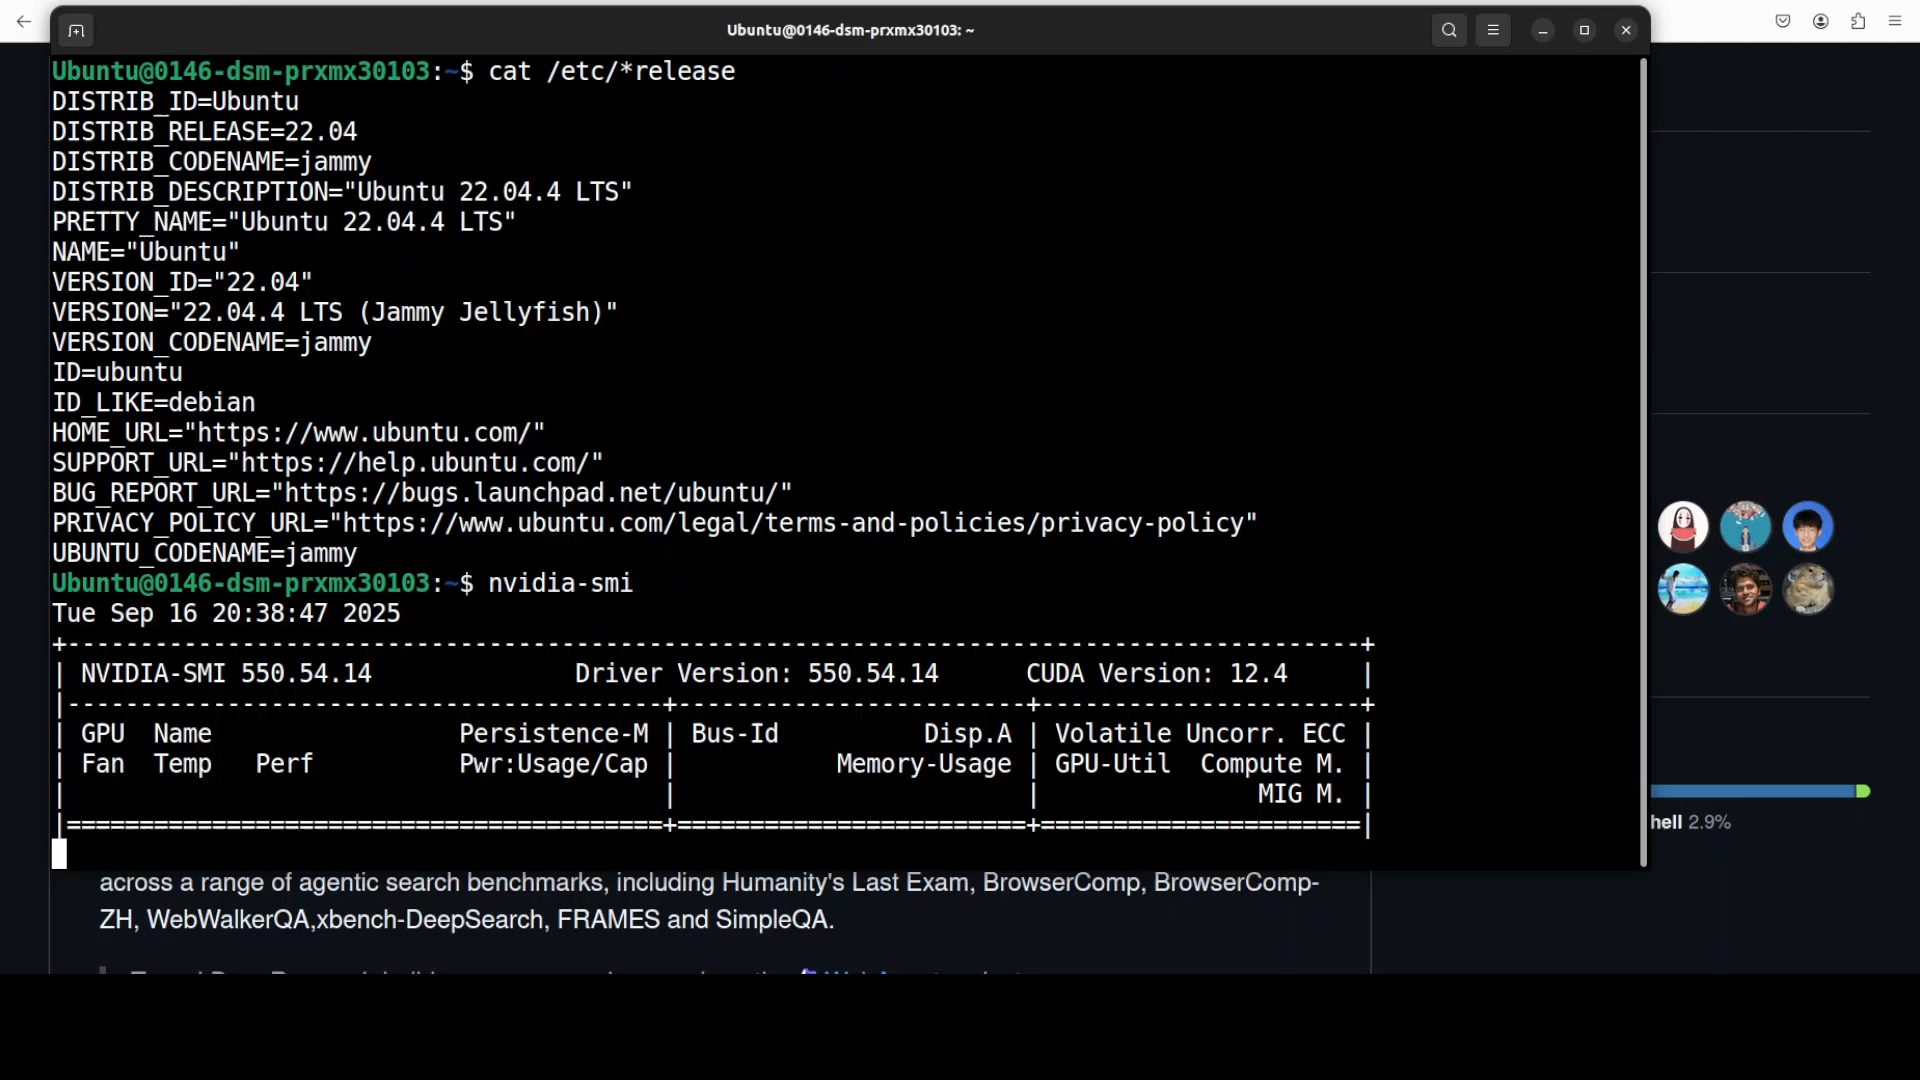 Ubuntu@0146-dsm-prxmx30103: ~
Ubuntu@0146-dsm-prxmx30103:~$ cat /etc/*release
DISTRIB_ID=Ubuntu
DISTRIB_RELEASE=22.04
DISTRIB_CODENAME=jammy
DISTRIB_DESCRIPTION="Ubuntu 22.04.4 LTS"
PRETTY_NAME="Ubuntu 22.04.4 LTS"
NAME="Ubuntu"
VERSION_ID="22.04"
VERSION="22.04.4 LTS (Jammy Jellyfish)"
VERSION_CODENAME=jammy
ID=ubuntu
ID_LIKE=debian
HOME_URL="https://www.ubuntu.com/"
SUPPORT_URL="https://help.ubuntu.com/"
BUG_REPORT_URL="https://bugs.launchpad.net/ubuntu/"
PRIVACY_POLICY_URL="https://www.ubuntu.com/legal/terms-and-policies/privacy-policy"
UBUNTU_CODENAME=jammy
Ubuntu@0146-dsm-prxmx30103:~$ nvidia-smi
Tue Sep 16 20:38:47 2025
+-----------------------------------------------------------------------------------------+
| NVIDIA-SMI 550.54.14              Driver Version: 550.54.14      CUDA Version: 12.4     |
|-----------------------------------------+------------------------+----------------------+
| GPU  Name                 Persistence-M | Bus-Id          Disp.A | Volatile Uncorr. ECC |
| Fan  Temp   Perf          Pwr:Usage/Cap |           Memory-Usage | GPU-Util  Compute M. |
|                                         |                        |               MIG M. |
|=========================================+========================+======================|
hell 2.9%
across a range of agentic search benchmarks, including Humanity's Last Exam, BrowserComp, BrowserComp-
ZH, WebWalkerQA,xbench-DeepSearch, FRAMES and SimpleQA.